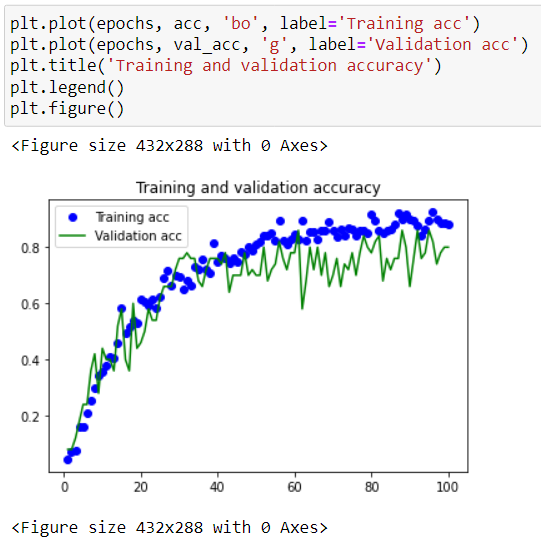 plt.plot(epochs, acc, 'bo', label='Training acc')
plt.plot(epochs, val_acc, 'g', label='Validation acc')
plt.title('Training and validation accuracy')
plt.legend()
plt.figure()
<Figure size 432x288 with 0 Axes>
Training and validation accuracy
Training acc
Validation acc
0.8
0.6
0.4
0.2
0 20 40 60 80 100
<Figure size 432x288 with 0 Axes>